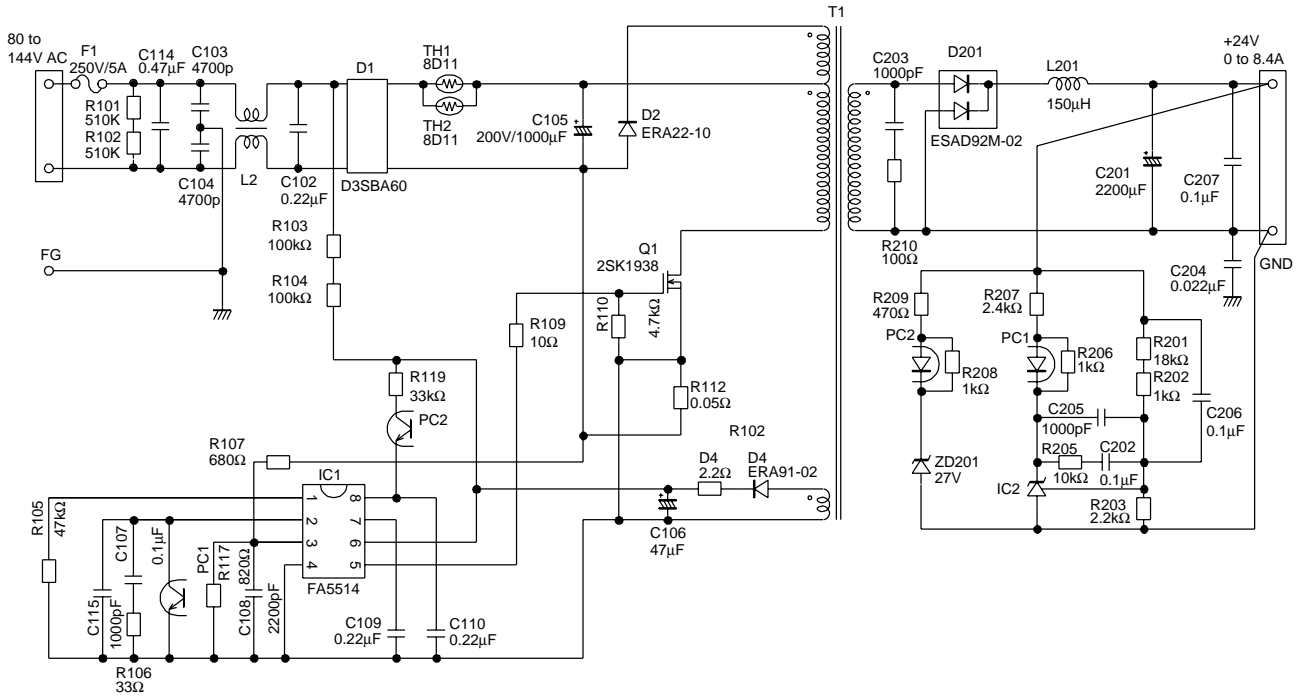 T1
80 to
144V AC
F1
250V/5A
C114
0.47µF
C103
4700p
D1
TH1
8D11
TH2
8D11
C203
1000pF
D201
L201
150µH
+24V
0 to 8.4A
R101
510K
R102
510K
C105
200V/1000µF
D2
ERA22-10
ESAD92M-02
C104
4700p
L2
C102
0.22µF
D3SBA60
C201
2200µF
C207
0.1µF
R103
100kΩ
FG
Q1
2SK1938
R210
100Ω
GND
R104
100kΩ
C204
0.022µF
R109
10Ω
R110
4.7kΩ
R209
470Ω
R207
2.4kΩ
PC2
PC1
R201
18kΩ
R119
33kΩ
R112
0.05Ω
R208
1kΩ
R206
1kΩ
R202
1kΩ
PC2
C205
1000pF
C206
0.1µF
R107
680Ω
R102
D4
2.2Ω
D4
ERA91-02
ZD201
27V
R205
10kΩ
C202
0.1µF
IC1
IC2
R105
47kΩ
1
2
3
4
8
7
6
5
R203
2.2kΩ
C106
47µF
C107
0.1µF
PC1
R117
820Ω
FA5514
C115
1000pF
C108
2200pF
C109
0.22µF
C110
0.22µF
R106
33Ω